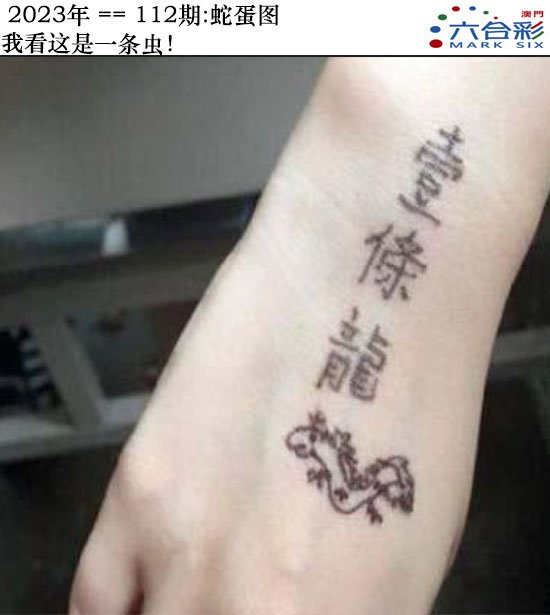 2023年 == 112期:蛇蛋图
我看这是一条虫!
澳門
六合彩
MARK SIX
壹
條
龍